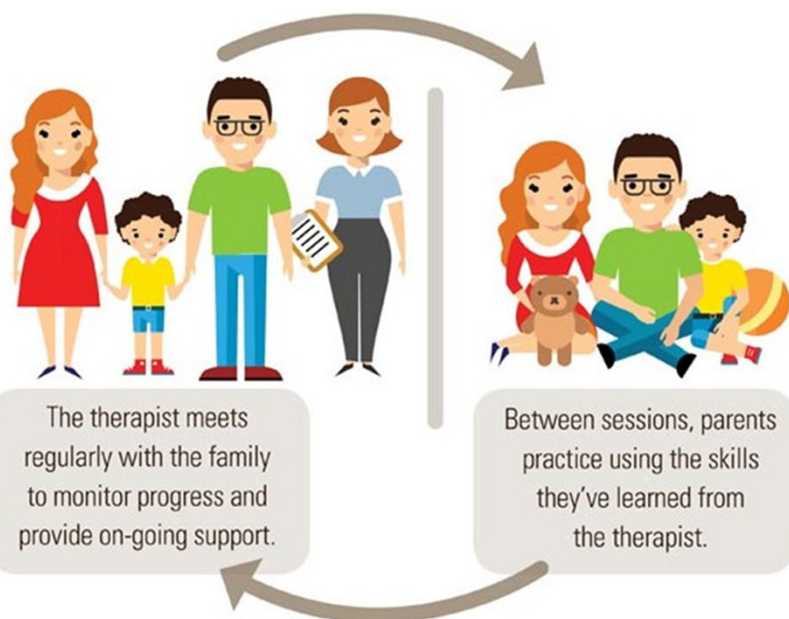 The therapist meets
regularly with the family
to monitor progress and
provide on-going support.
Between sessions, parents
practice using the skills
they've learned from
the therapist.